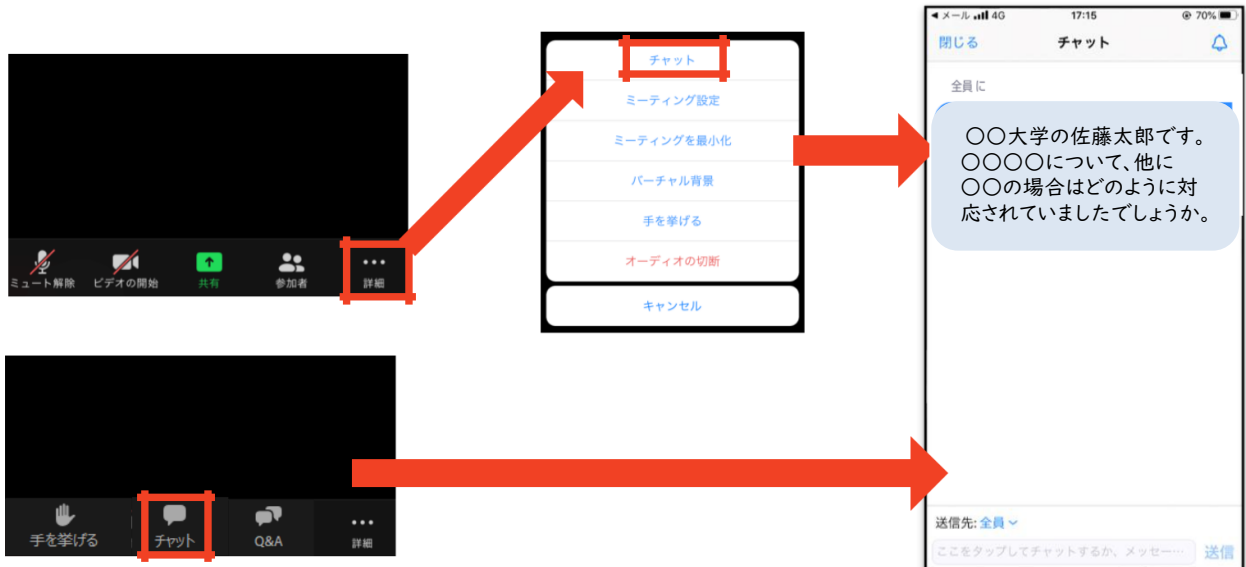 ミュート解除
ビデオの開始
共有
参加者
詳細
チャット
ミーティング設定
ミーティングを最小化
バーチャル背景
手を挙げる
オーディオの切断
キャンセル
手を挙げる
チャット
Q&A
詳細
メール 4G 17:15 70%
閉じる チャット
全員に
〇〇大学の佐藤太郎です。
〇〇〇〇について、他に
〇〇の場合はどのように対
応されていましたでしょうか。
送信先: 全員
ここをタップしてチャットするか、メッセー… 送信